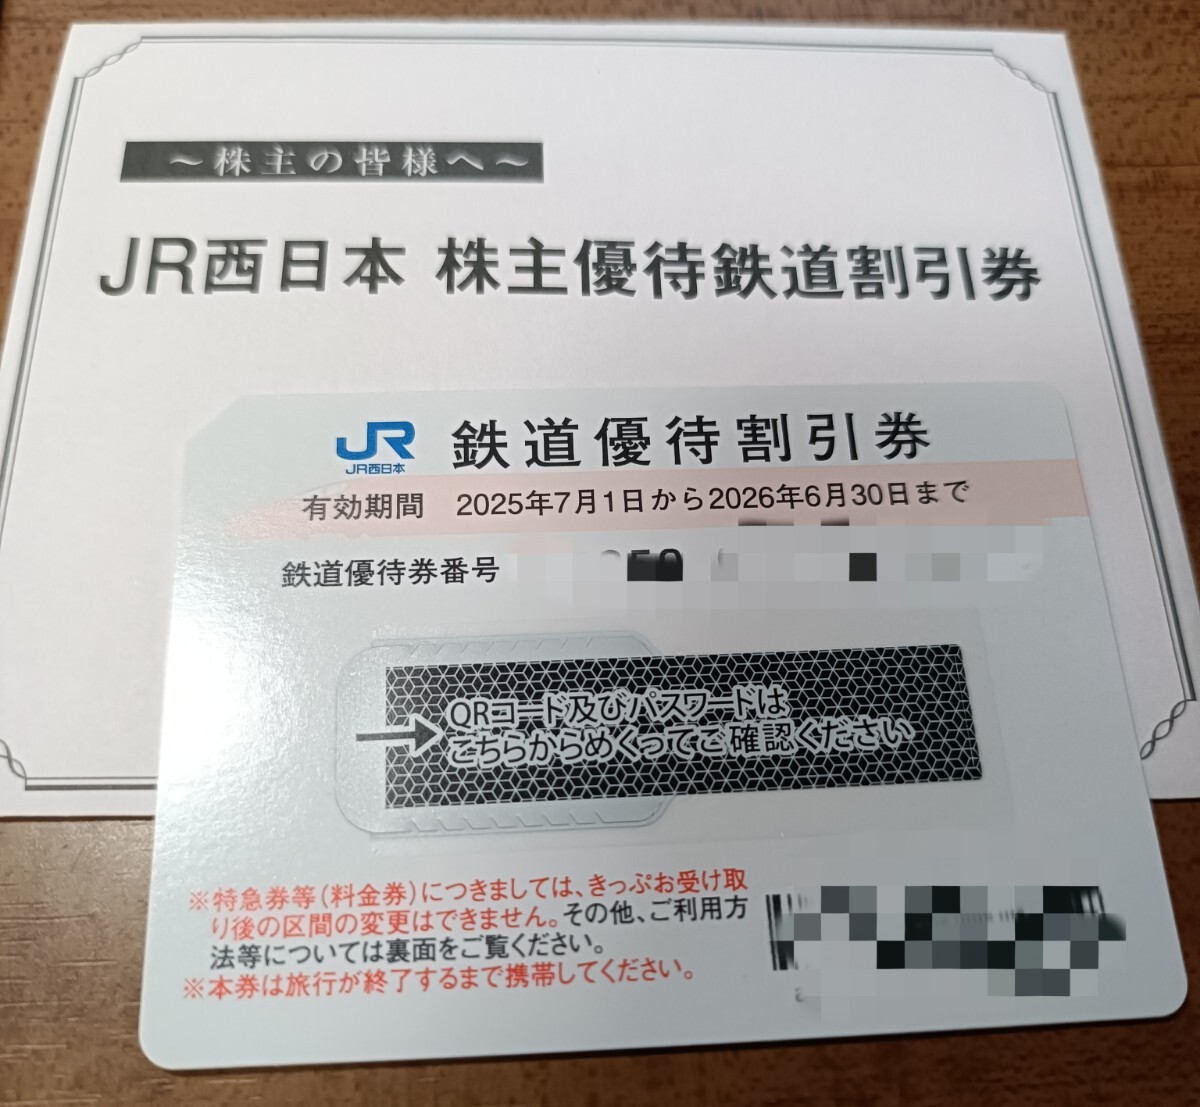 ～株主の皆様へ～
JR西日本 株主優待鉄道割引券
JR 鉄道優待割引券
JR西日本
有効期間 2025年7月1日から2026年6月30日まで
鉄道優待券番号
QRコード及びパスワードは
こちらからめくってご確認ください
※特急券等(料金券)につきましては、きっぷお受け取
り後の区間の変更はできません。その他、ご利用方
法等については裏面をご覧ください。
※本券は旅行が終了するまで携帯してください。